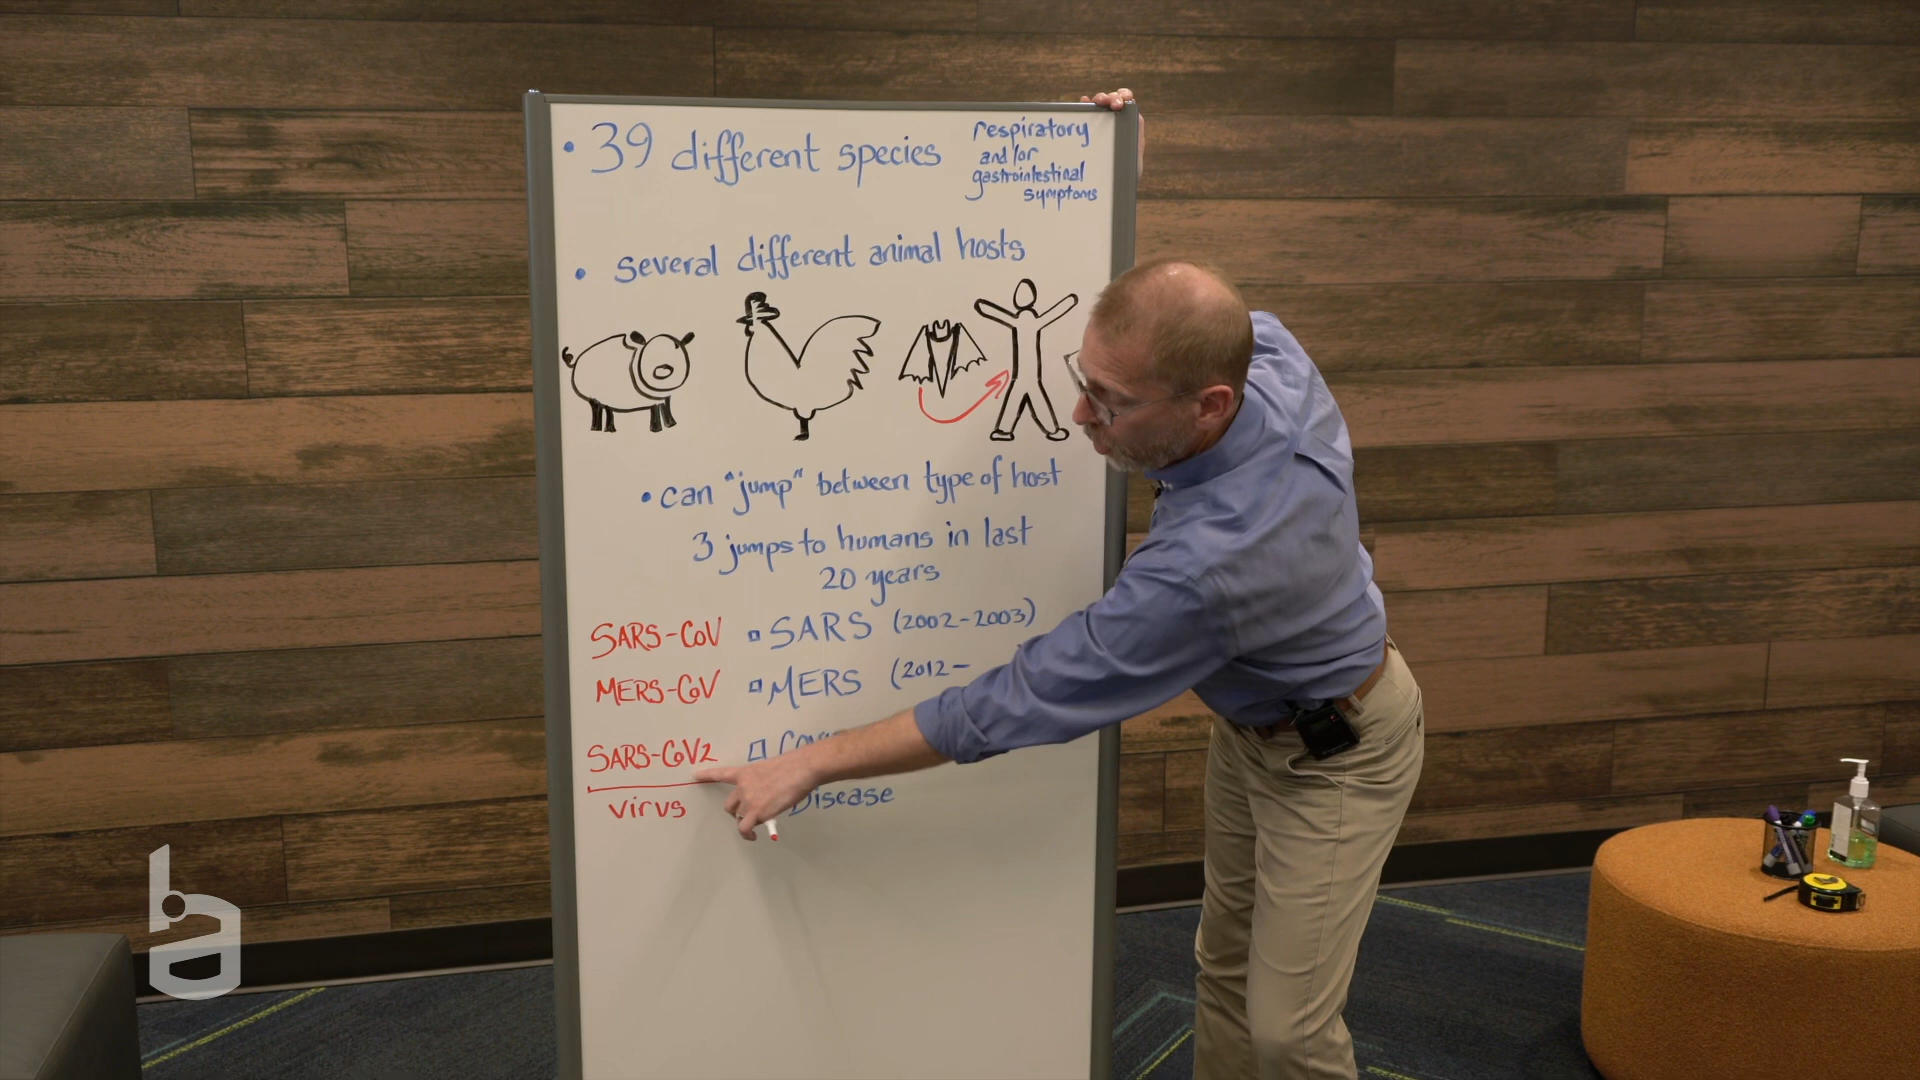 • 39 different species
respiratory
and/or
gastrointestinal
symptoms
• several different animal hosts
• can "jump" between type of host
3 jumps to humans in last
20 years
SARS-CoV ▫ SARS (2002-2003)
MERS-CoV ▫ MERS (2012-
SARS-CoV2
virus Disease
ba